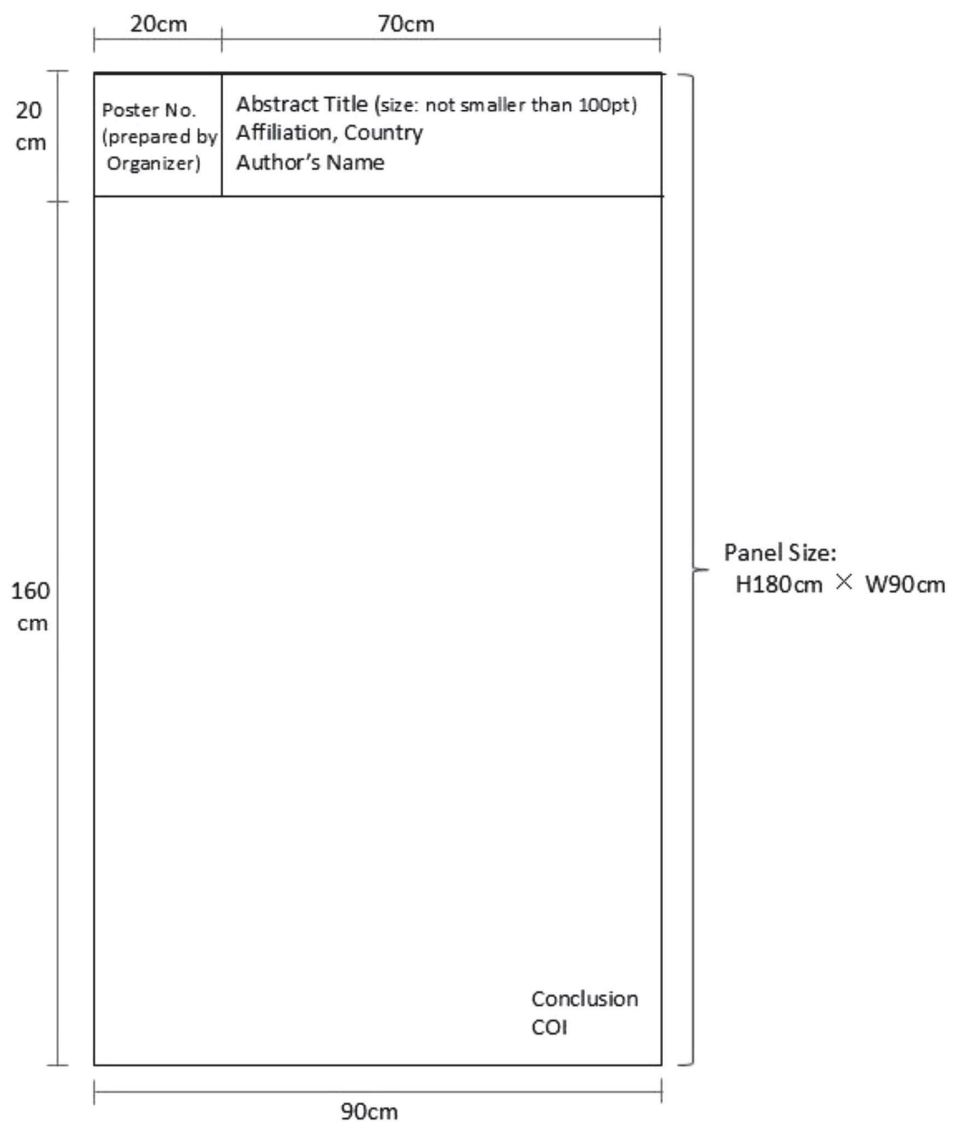 20cm
70cm
20
cm
Poster No.
(prepared by
Organizer)
Abstract Title (size: not smaller than 100pt)
Affiliation, Country
Author's Name
160
cm
Panel Size:
H180cm × W90cm
Conclusion
COI
90cm